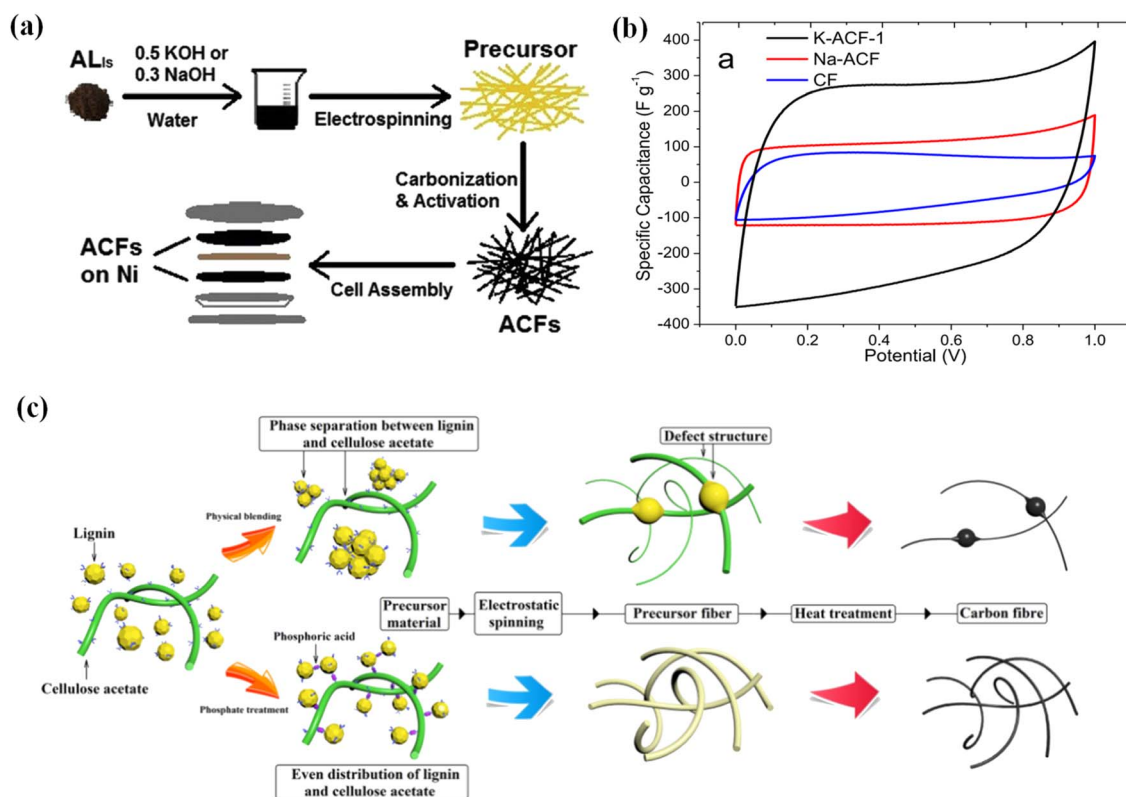 (a)
ALls
0.5 KOH or
0.3 NaOH
Water
Electrospinning
Precursor
Carbonization
& Activation
ACFs
on Ni
Cell Assembly
ACFs
(b)
a
K-ACF-1
Na-ACF
CF
Specific Capacitance (F g⁻¹)
400
300
200
100
0
-100
-200
-300
-400
0.0 0.2 0.4 0.6 0.8 1.0
Potential (V)
(c)
Phase separation between lignin
and cellulose acetate
Defect structure
Physical blending
Lignin
Cellulose acetate
Precursor
material
Electrostatic
spinning
Precursor fiber
Heat treatment
Carbon fibre
Phosphoric acid
Phosphate treatment
Even distribution of lignin
and cellulose acetate